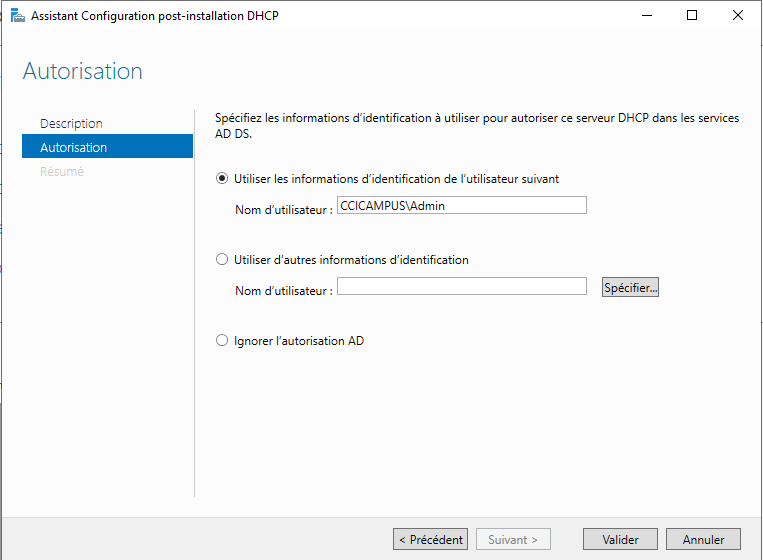 Assistant Configuration post-installation DHCP
Autorisation
Description
Autorisation
Résumé
Spécifiez les informations d’identification à utiliser pour autoriser ce serveur DHCP dans les services
AD DS.
Utiliser les informations d’identification de l’utilisateur suivant
Nom d’utilisateur : CCICAMPUS\Admin
Utiliser d’autres informations d’identification
Nom d’utilisateur : Spécifier...
Ignorer l’autorisation AD
< Précédent Suivant > Valider Annuler